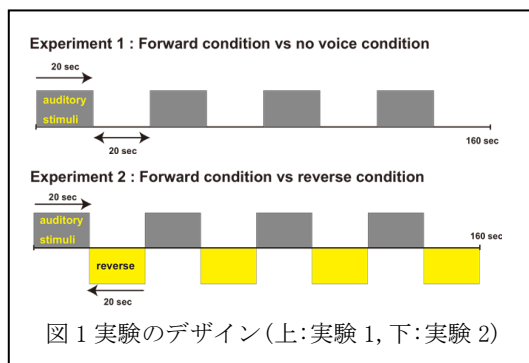 Experiment 1 : Forward condition vs no voice condition
20 sec
auditory
stimuli
20 sec
160 sec
Experiment 2 : Forward condition vs reverse condition
20 sec
auditory
stimuli
160 sec
reverse
20 sec
図 1 実験のデザイン(上:実験 1, 下:実験 2)